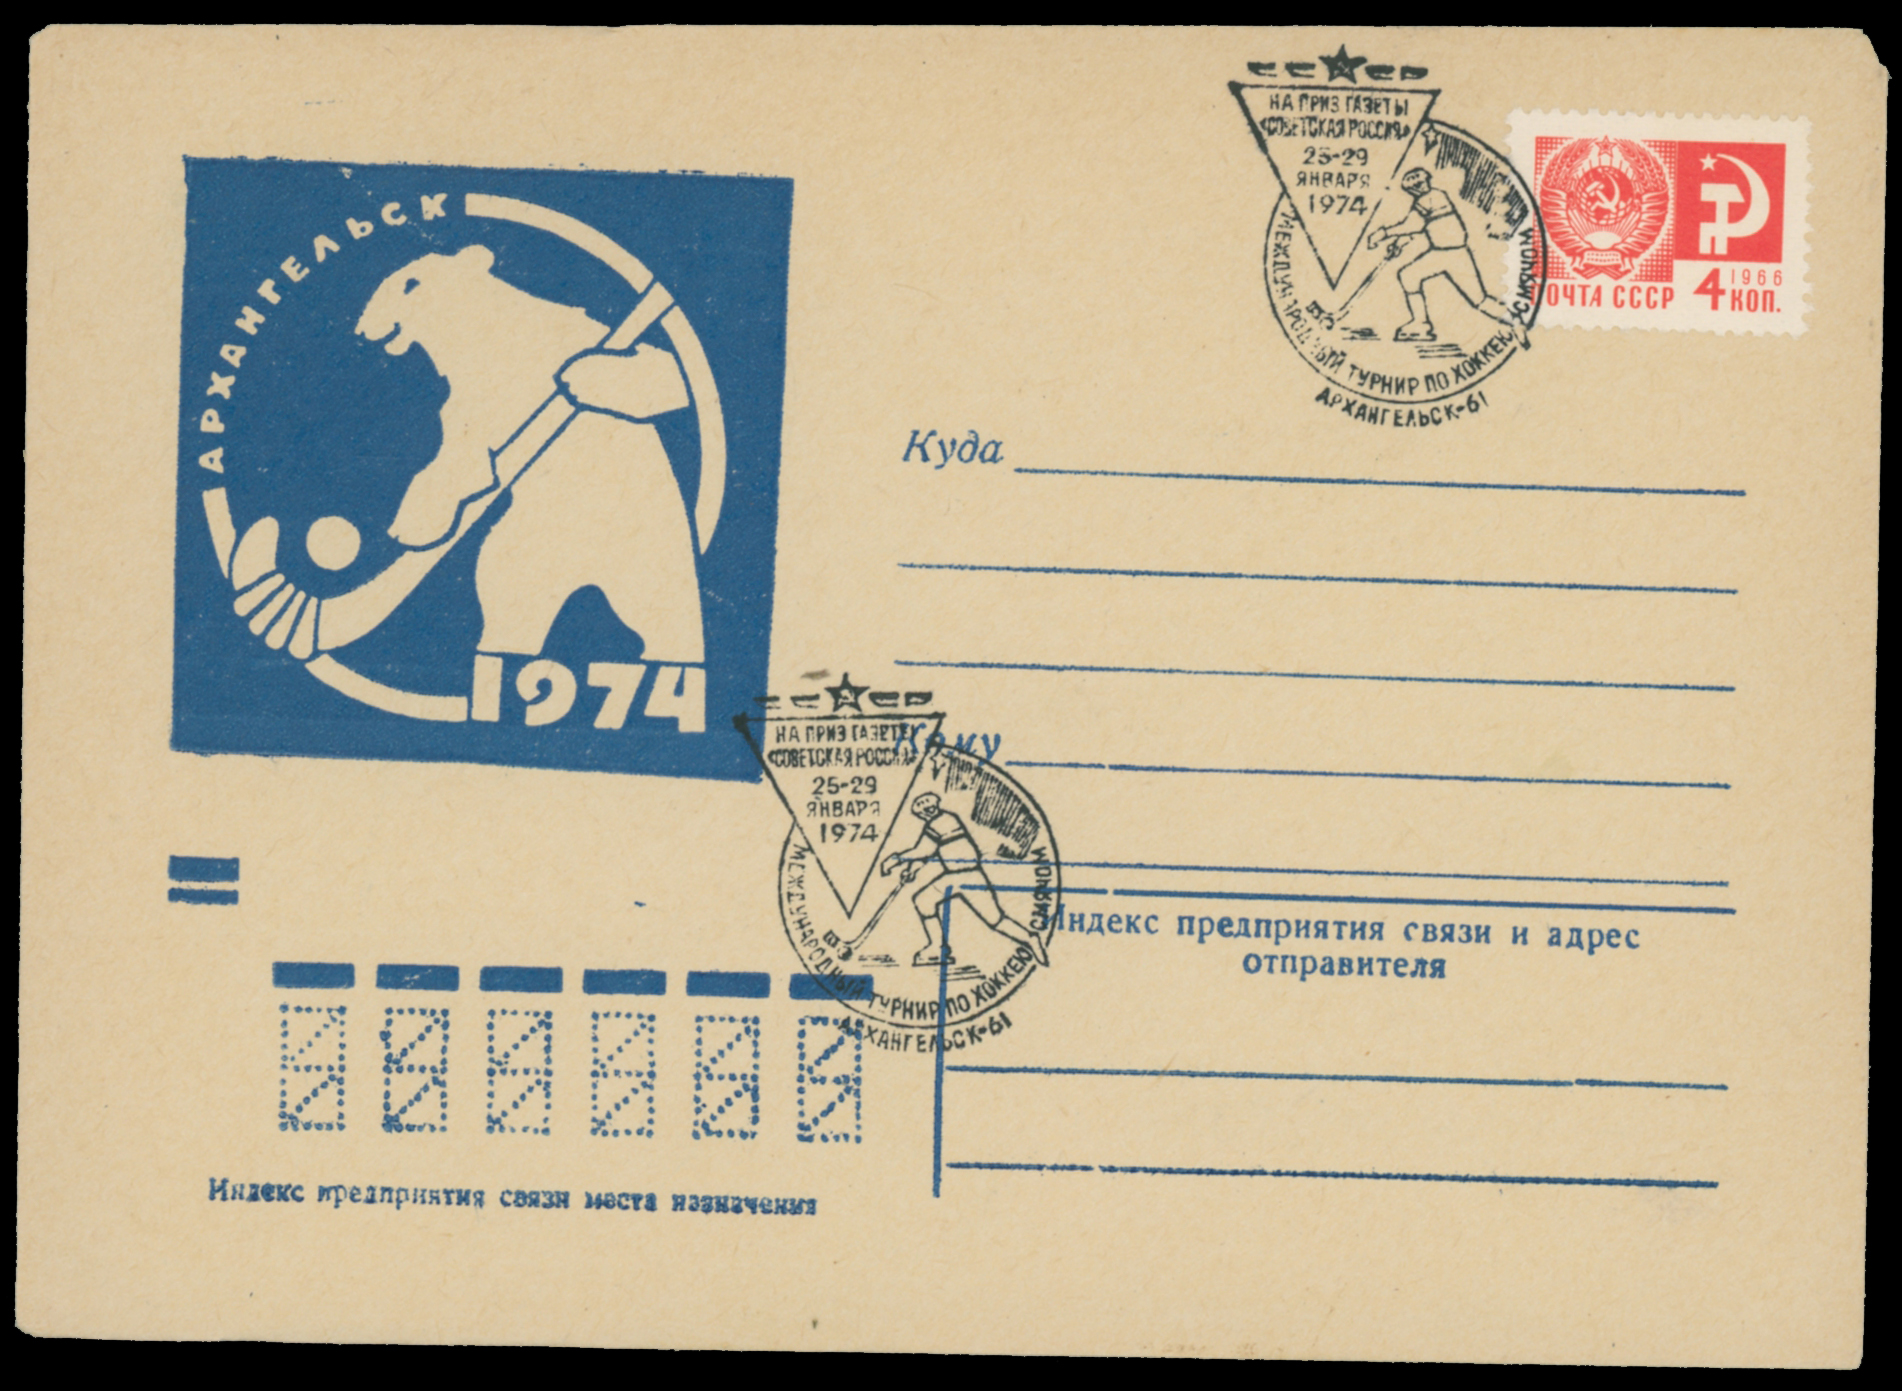 АРХАНГЕЛЬСК
1974
НА ПРИЗ ГАЗЕТЫ
«СОВЕТСКАЯ РОССИЯ»
25-29
ЯНВАРЯ
1974
МЕЖДУНАРОДНЫЙ ТУРНИР ПО ХОККЕЮ С МЯЧОМ
АРХАНГЕЛЬСК-61
1966
ПОЧТА СССР 4 КОП.
Куда
Кому
НА ПРИЗ ГАЗЕТЫ
«СОВЕТСКАЯ РОССИЯ»
25-29
ЯНВАРЯ
1974
МЕЖДУНАРОДНЫЙ ТУРНИР ПО ХОККЕЮ С МЯЧОМ
АРХАНГЕЛЬСК-61
Индекс предприятия связи и адрес
отправителя
Индекс предприятия связи места назначения